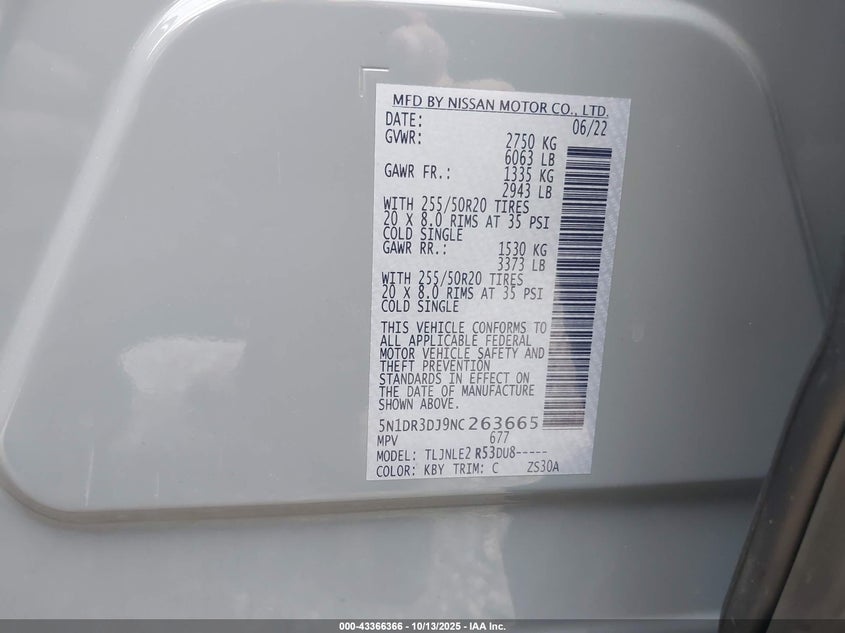 MFD BY NISSAN MOTOR CO., LTD.
DATE: 06/22
GVWR: 2750 KG
6063 LB
GAWR FR.: 1335 KG
2943 LB
WITH 255/50R20 TIRES
20 X 8.0 RIMS AT 35 PSI
COLD SINGLE
GAWR RR.: 1530 KG
3373 LB
WITH 255/50R20 TIRES
20 X 8.0 RIMS AT 35 PSI
COLD SINGLE
THIS VEHICLE CONFORMS TO
ALL APPLICABLE FEDERAL
MOTOR VEHICLE SAFETY AND
THEFT PREVENTION
STANDARDS IN EFFECT ON
THE DATE OF MANUFACTURE
SHOWN ABOVE.
5N1DR3DJ9NC263665
MPV 677
MODEL: TLJNLE2 R53DU8-----
COLOR: KBY TRIM: C ZS30A
000-43366366 - 10/13/2025 - IAA Inc.